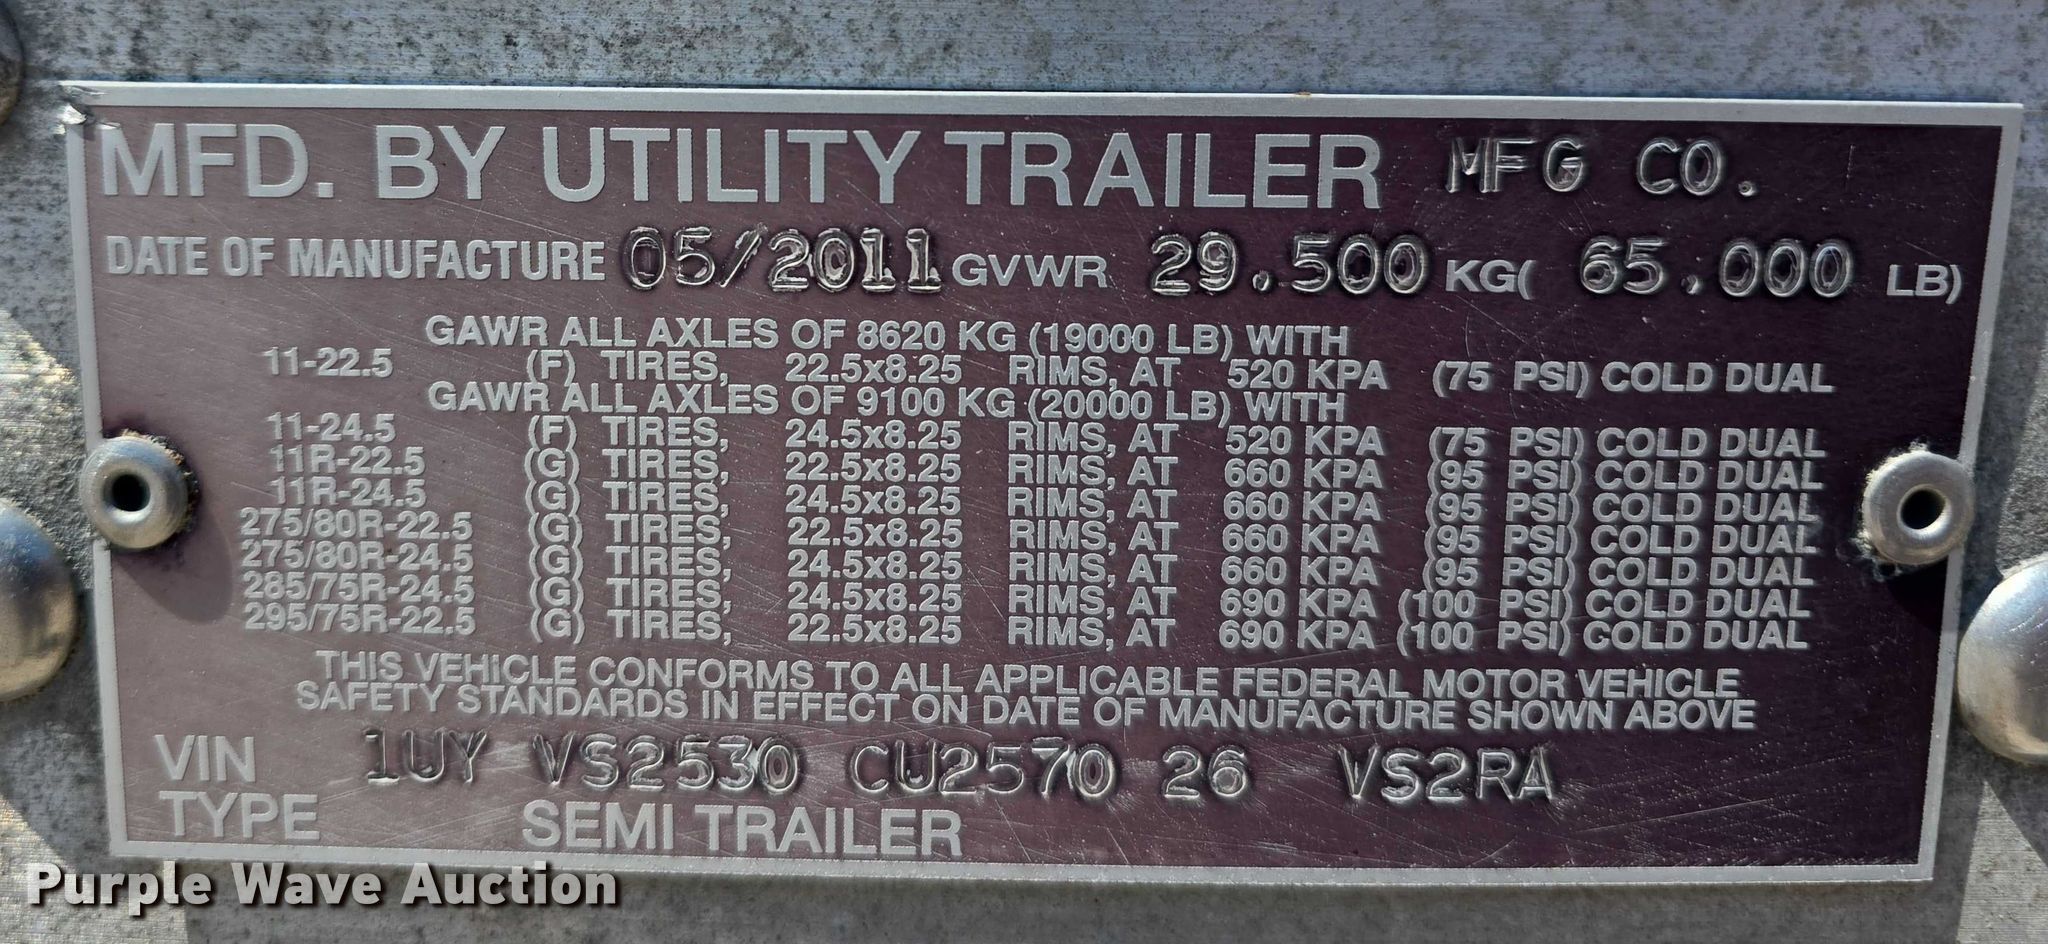 MFD. BY UTILITY TRAILER MFG CO.
DATE OF MANUFACTURE 05/2011 GVWR 29.500 KG( 65.000 LB)
GAWR ALL AXLES OF 8620 KG (19000 LB) WITH
11-22.5 (F) TIRES, 22.5x8.25 RIMS, AT 520 KPA (75 PSI) COLD DUAL
GAWR ALL AXLES OF 9100 KG (20000 LB) WITH
11-24.5 (F) TIRES, 24.5x8.25 RIMS, AT 520 KPA (75 PSI) COLD DUAL
11R-22.5 (G) TIRES, 22.5x8.25 RIMS, AT 660 KPA (95 PSI) COLD DUAL
11R-24.5 (G) TIRES, 24.5x8.25 RIMS, AT 660 KPA (95 PSI) COLD DUAL
275/80R-22.5 (G) TIRES, 22.5x8.25 RIMS, AT 660 KPA (95 PSI) COLD DUAL
275/80R-24.5 (G) TIRES, 24.5x8.25 RIMS, AT 660 KPA (95 PSI) COLD DUAL
285/75R-24.5 (G) TIRES, 24.5x8.25 RIMS, AT 690 KPA (100 PSI) COLD DUAL
295/75R-22.5 (G) TIRES, 22.5x8.25 RIMS, AT 690 KPA (100 PSI) COLD DUAL
THIS VEHICLE CONFORMS TO ALL APPLICABLE FEDERAL MOTOR VEHICLE
SAFETY STANDARDS IN EFFECT ON DATE OF MANUFACTURE SHOWN ABOVE
VIN 1UY VS2530 CU2570 26 VS2RA
TYPE SEMI TRAILER
Purple Wave Auction